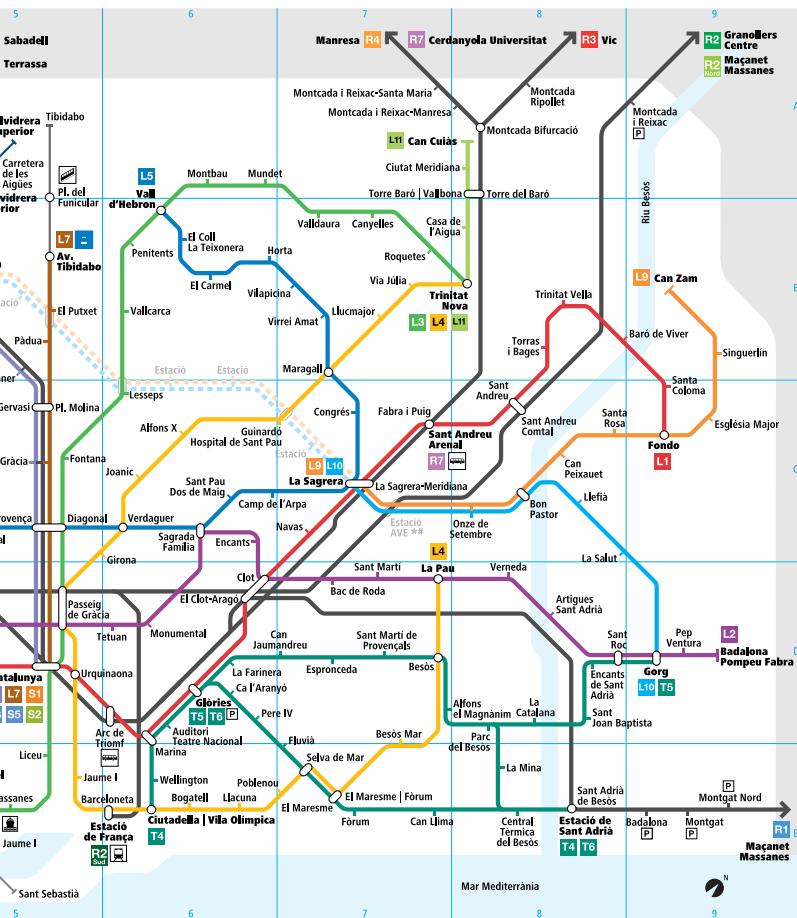 5
6
7
8
9
Sabadell
Terrassa
Manresa R4
R7 Cerdanyola Universitat
R3 Vic
R2 Granollers
Centre
R2 Nord Maçanet
Massanes
Montcada i Reixac-Santa Maria
Montcada i Reixac-Manresa
Montcada
Ripollet
Montcada Bifurcació
Montcada
i Reixac
P
Tibidabo
Carretera
de les
Aigües
Pl. del
Funicular
L7
Av.
Tibidabo
L5
Vall
d'Hebron
Montbau
Mundet
L11 Can Cuiàs
Ciutat Meridiana
Torre Baró | Vallbona
Torre del Baró
Casa de
l'Aigua
Valldaura
Canyelles
Roquetes
Riu Besòs
Penitents
El Coll
La Teixonera
Horta
El Carmel
Vilapicina
Via Júlia
Trinitat
Nova
L3 L4 L11
L9 Can Zam
Trinitat Vella
El Putxet
Vallcarca
Virrei Amat
Llucmajor
Torras
i Bages
Baró de Viver
Singuerlín
Pàdua
Estació
Estació
Maragall
Sant
Andreu
Santa
Coloma
Lesseps
Gervasi
Pl. Molina
Alfons X
Guinardó
Hospital de Sant Pau
Congrés
Fabra i Puig
Sant Andreu
Arenal
R7
Sant Andreu
Comtal
Santa
Rosa
Fondo
L1
Església Major
Gràcia
Fontana
Joanic
Estació
L9 L10
La Sagrera
La Sagrera-Meridiana
Can
Peixauet
Sant Pau
Dos de Maig
Camp de l'Arpa
Bon
Pastor
Llefià
Diagonal
Verdaguer
Sagrada
Família
Encants
Navas
Estació
AVE *#
Onze de
Setembre
La Salut
Girona
L4
La Pau
Clot
Sant Martí
Verneda
El Clot-Aragó
Bac de Roda
Artigues
Sant Adrià
Passeig
de Gràcia
Tetuan
Monumental
Can
Jaumandreu
Sant Martí de
Provençals
Sant
Roc
Pep
Ventura
L2
Badalona
Pompeu Fabra
Urquinaona
La Farinera
Espronceda
Besòs
Encants
de Sant
Adrià
Gorg
L10 T5
L7 S1
S5 S2
Ca l'Aranyó
Glòries
T5 T6 P
Pere IV
Alfons
el Magnànim
La
Catalana
Sant
Joan Baptista
Arc de
Triomf
Marina
Auditori
Teatre Nacional
Fluvià
Besòs Mar
Parc
del Besòs
Liceu
Selva de Mar
La Mina
Jaume I
Wellington
Poblenou
Barceloneta
Bogatell
Llacuna
El Maresme
El Maresme | Fòrum
Sant Adrià
de Besòs
P
Montgat Nord
Estació
de França
R2 Sud
Ciutadella | Vila Olímpica
T4
Fòrum
Can Llima
Central
Tèrmica
del Besòs
Estació de
Sant Adrià
T4 T6
Badalona
P
Montgat
P
R1
Maçanet
Massanes
Jaume I
Sant Sebastià
Mar Mediterrània
N
5
6
7
8
9